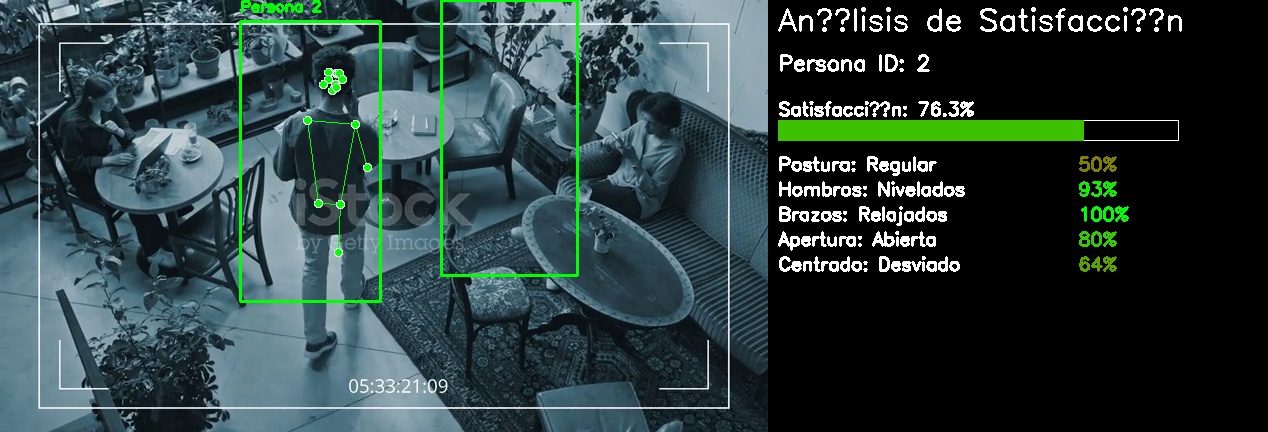 Persona 2
iStock
by Getty Images
05:33:21:09
An??lisis de Satisfacci??n
Persona ID: 2
Satisfacci??n: 76.3%
Postura: Regular 50%
Hombros: Nivelados 93%
Brazos: Relajados 100%
Apertura: Abierta 80%
Centrado: Desviado 64%